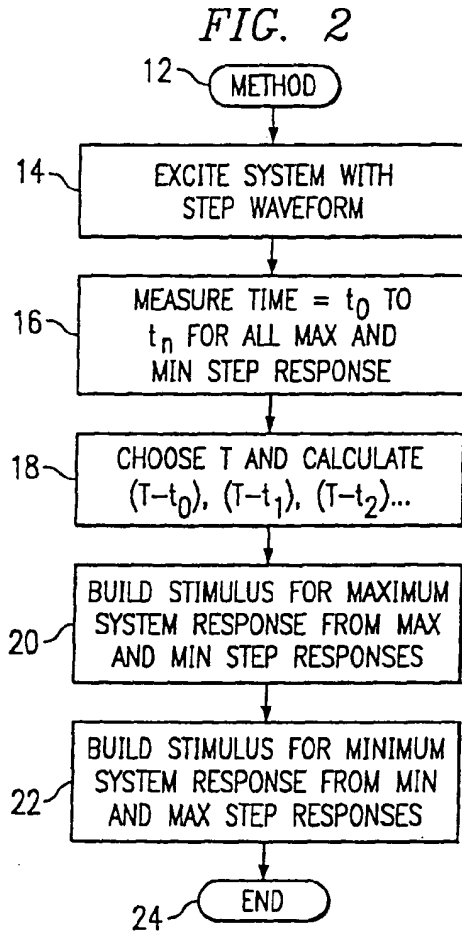 FIG. 2
12 METHOD
14 EXCITE SYSTEM WITH
STEP WAVEFORM
16 MEASURE TIME = t0 TO
tn FOR ALL MAX AND
MIN STEP RESPONSE
18 CHOOSE T AND CALCULATE
(T-t0), (T-t1), (T-t2)...
20 BUILD STIMULUS FOR MAXIMUM
SYSTEM RESPONSE FROM MAX
AND MIN STEP RESPONSES
22 BUILD STIMULUS FOR MINIMUM
SYSTEM RESPONSE FROM MIN
AND MAX STEP RESPONSES
24 END